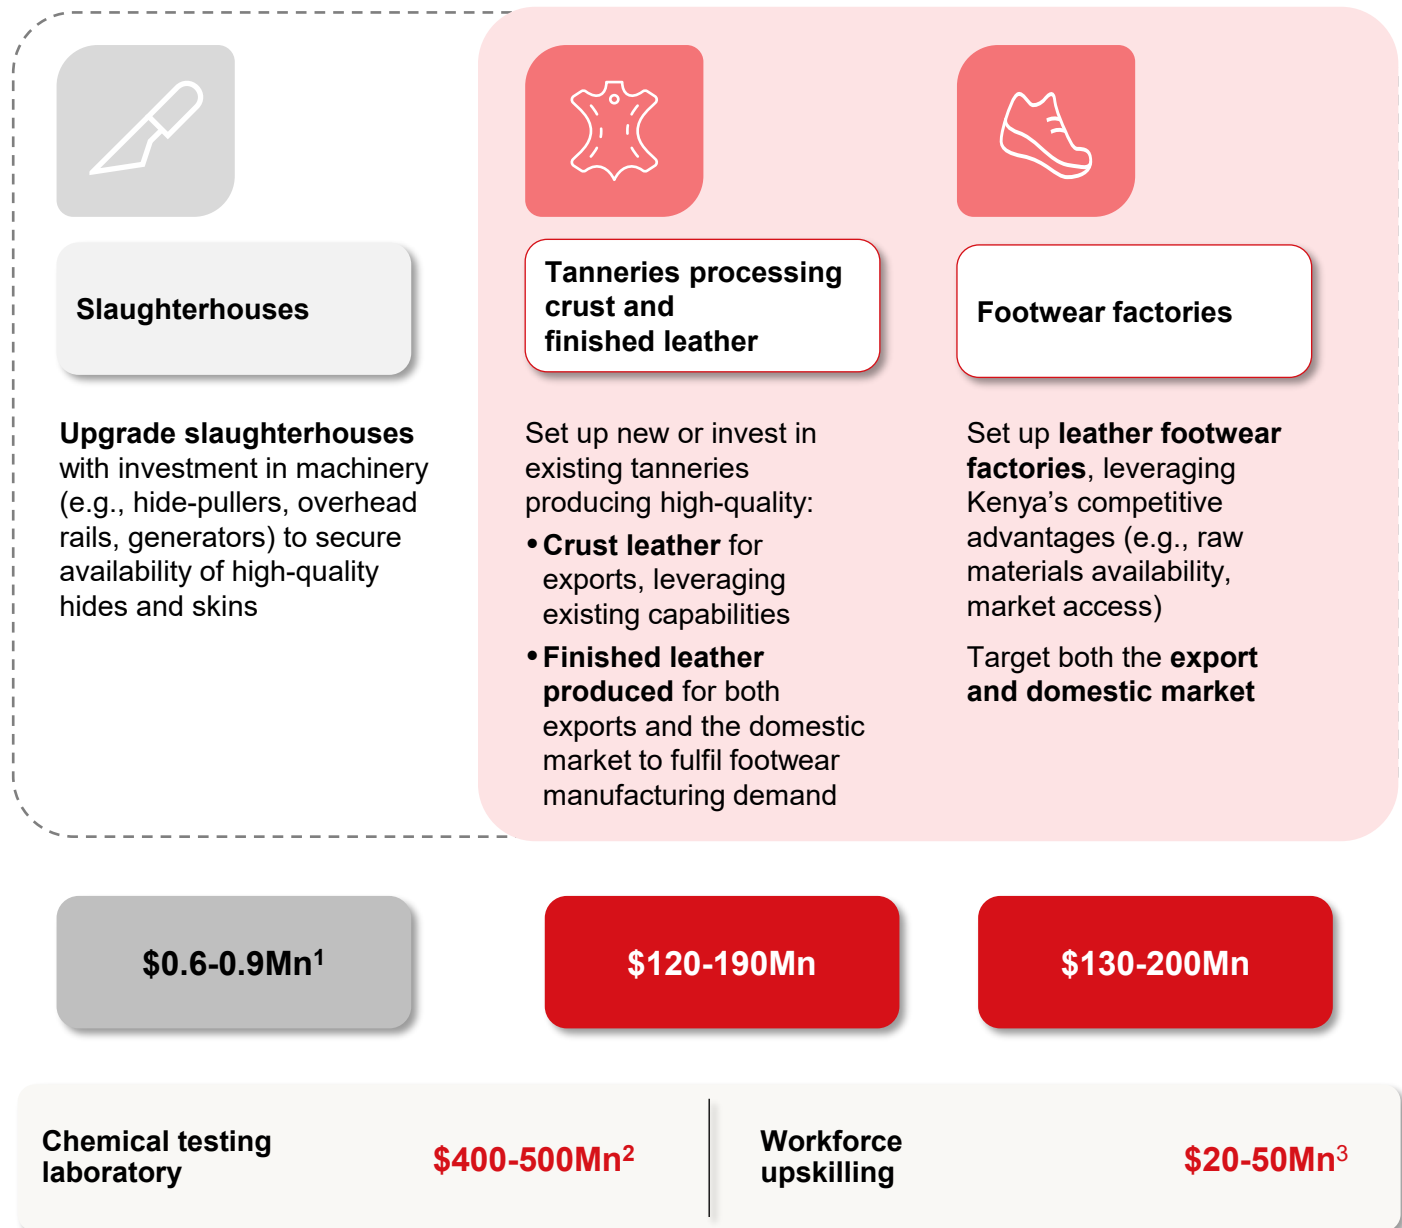 Slaughterhouses
Upgrade slaughterhouses
with investment in machinery
(e.g., hide-pullers, overhead
rails, generators) to secure
availability of high-quality
hides and skins
Tanneries processing
crust and
finished leather
Set up new or invest in
existing tanneries
producing high-quality:
• Crust leather for
exports, leveraging
existing capabilities
• Finished leather
produced for both
exports and the domestic
market to fulfil footwear
manufacturing demand
Footwear factories
Set up leather footwear
factories, leveraging
Kenya’s competitive
advantages (e.g., raw
materials availability,
market access)
Target both the export
and domestic market
$0.6-0.9Mn¹
$120-190Mn
$130-200Mn
Chemical testing
laboratory
$400-500Mn²
Workforce
upskilling
$20-50Mn³